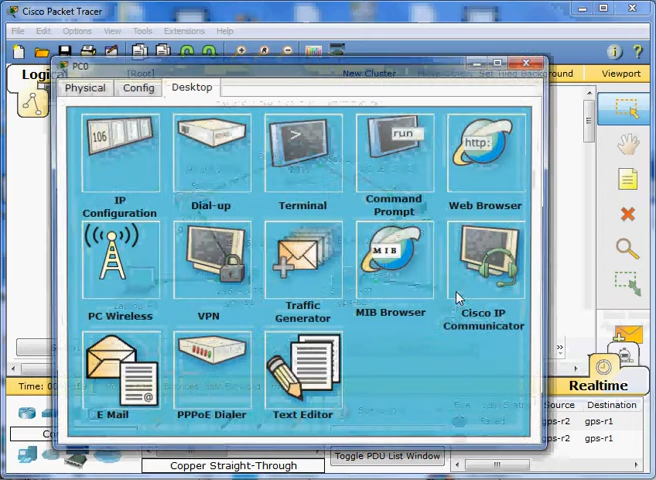 Cisco Packet Tracer
File Edit Options View Tools Extensions Help
PC0
[Root] New Cluster Set Tiled Background Viewport
Physical Config Desktop
106 > run http:
IP Configuration
Dial-up
Terminal
Command Prompt
Web Browser
MIB
PC Wireless
VPN
Traffic Generator
MIB Browser
Cisco IP Communicator
@
E Mail
PPPoE Dialer
Text Editor
Realtime
Source Destination
gps-r2 gps-r1
gps-r2 gps-r1
Copper Straight-Through
Toggle PDU List Window